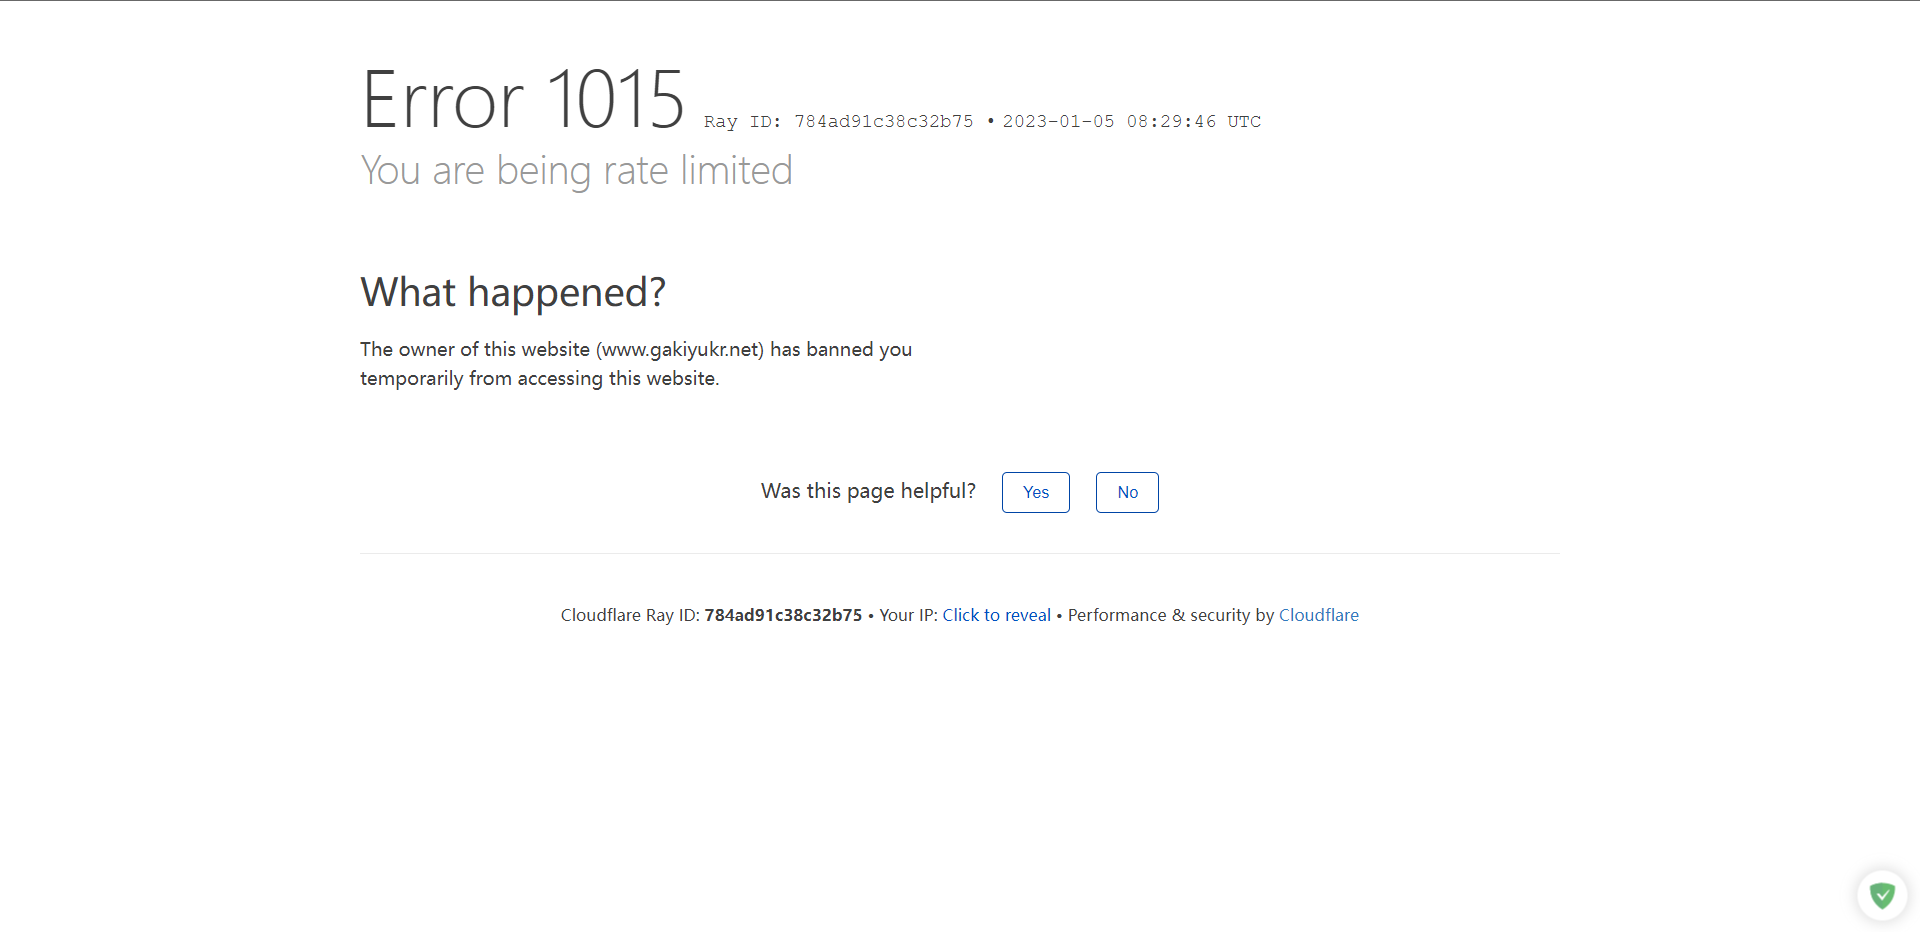 Error 1015 Ray ID: 784ad91c38c32b75 • 2023-01-05 08:29:46 UTC
You are being rate limited
What happened?
The owner of this website (www.gakiyukr.net) has banned you
temporarily from accessing this website.
Was this page helpful? Yes No
Cloudflare Ray ID: 784ad91c38c32b75 • Your IP: Click to reveal • Performance & security by Cloudflare